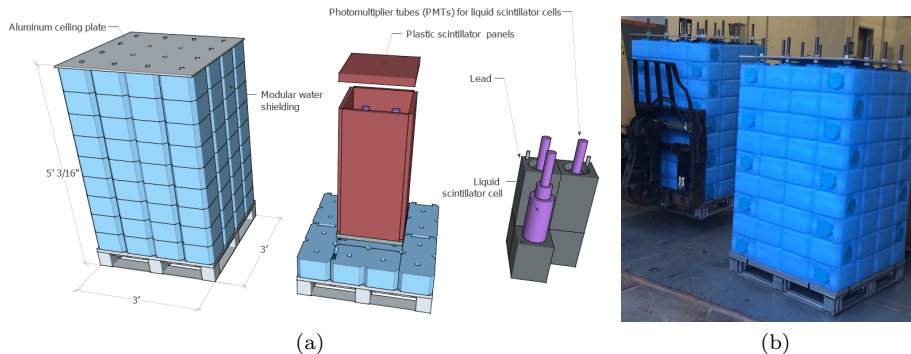 Aluminum ceiling plate
Photomultiplier tubes (PMTs) for liquid scintillator cells
Plastic scintillator panels
Lead
Modular water
shielding
5' 3/16"
Liquid
scintillator cell
3'
3'
(a)
(b)